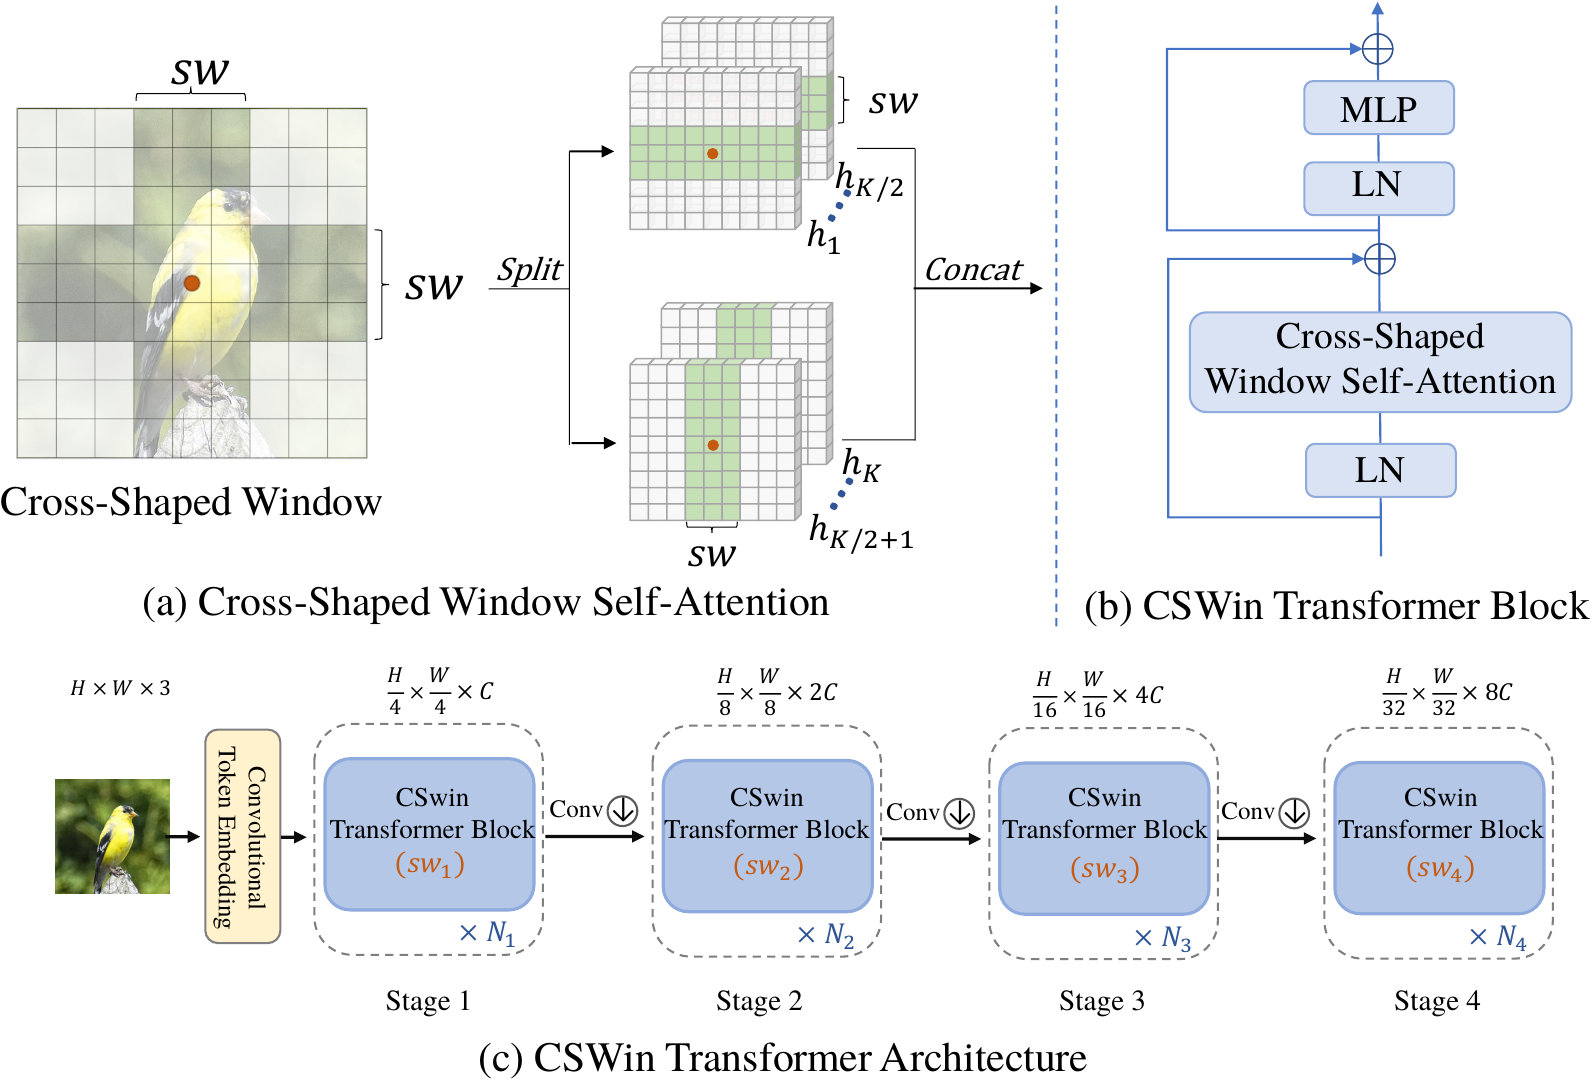 sw
sw
Cross-Shaped Window
Split
sw
h_{K/2}
h_1
Concat
h_K
h_{K/2+1}
sw
(a) Cross-Shaped Window Self-Attention
MLP
LN
Cross-Shaped
Window Self-Attention
LN
(b) CSWin Transformer Block
H × W × 3
Convolutional
Token Embedding
H/4 × W/4 × C
CSwin
Transformer Block
(sw_1)
× N_1
Stage 1
Conv
H/8 × W/8 × 2C
CSwin
Transformer Block
(sw_2)
× N_2
Stage 2
Conv
H/16 × W/16 × 4C
CSwin
Transformer Block
(sw_3)
× N_3
Stage 3
Conv
H/32 × W/32 × 8C
CSwin
Transformer Block
(sw_4)
× N_4
Stage 4
(c) CSWin Transformer Architecture